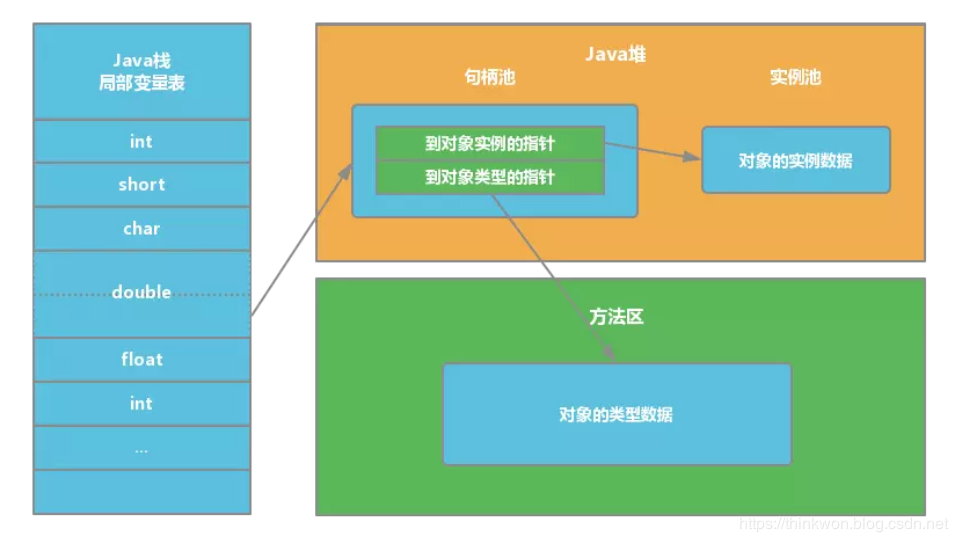 Java栈
局部变量表
int
short
char
double
float
int
...
Java堆
句柄池
实例池
到对象实例的指针
到对象类型的指针
对象的实例数据
方法区
对象的类型数据
https://thinkwon.blog.csdn.net